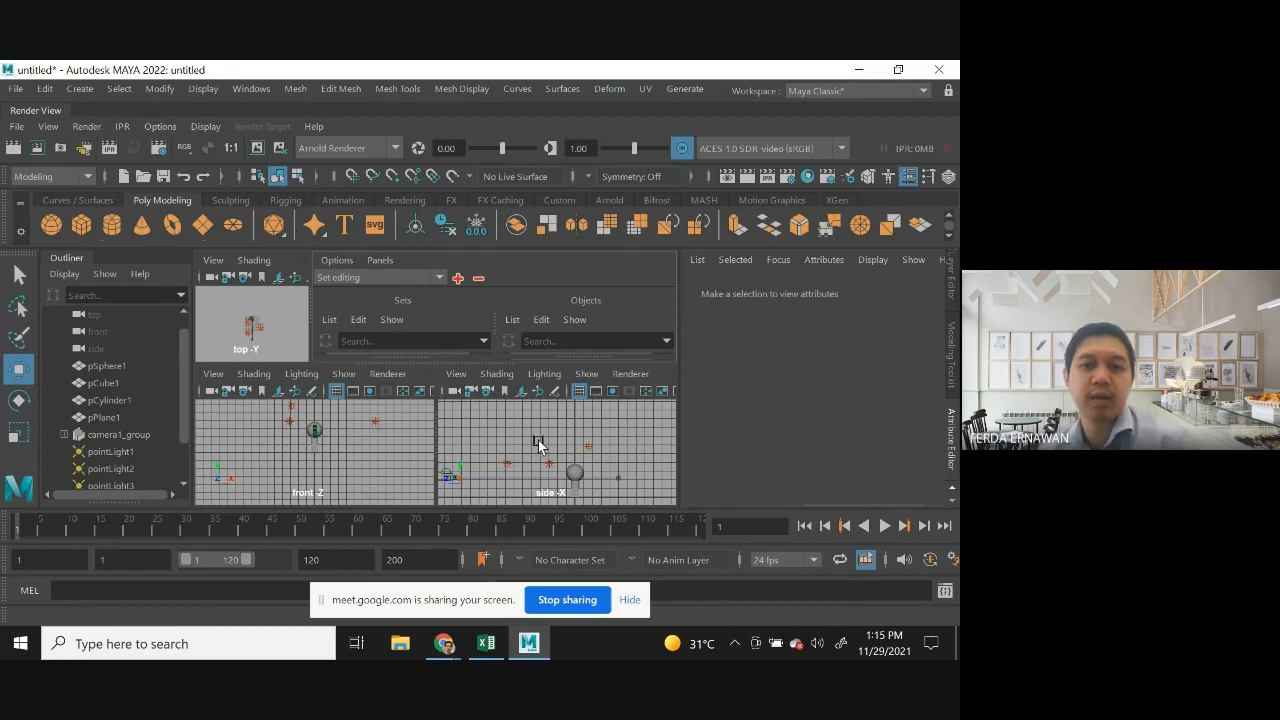 untitled* - Autodesk MAYA 2022: untitled
File Edit Create Select Modify Display Windows Mesh Edit Mesh Mesh Tools Mesh Display Curves Surfaces Deform UV Generate Workspace : Maya Classic*
Render View
File View Render IPR Options Display Render Target Help
RGB 1:1 Arnold Renderer 0.00 1.00 ACES 1.0 SDR-video (sRGB) IPR: 0MB
Modeling No Live Surface Symmetry: Off
Curves / Surfaces Poly Modeling Sculpting Rigging Animation Rendering FX FX Caching Custom Arnold Bifrost MASH Motion Graphics XGen
Outliner
Display Show Help
Search...
top
front
side
pSphere1
pCube1
pCylinder1
pPlane1
camera1_group
pointLight1
pointLight2
pointLight3
View Shading
top -Y
Options Panels
Set editing
Sets Objects
List Edit Show List Edit Show
Search... Search...
View Shading Lighting Show Renderer
front -Z
View Shading Lighting Show Renderer
side -X
List Selected Focus Attributes Display Show H
Make a selection to view attributes
Layer Editor
Modeling Toolkit
Attribute Editor
FERDA ERNAWAN
5 10 15 20 25 30 35 40 45 50 55 60 65 70 75 80 85 90 95 100 105 110 115 12 1
1 1 1 120 120 200 No Character Set No Anim Layer 24 fps
MEL
meet.google.com is sharing your screen. Stop sharing Hide
Type here to search 31°C 1:15 PM
11/29/2021